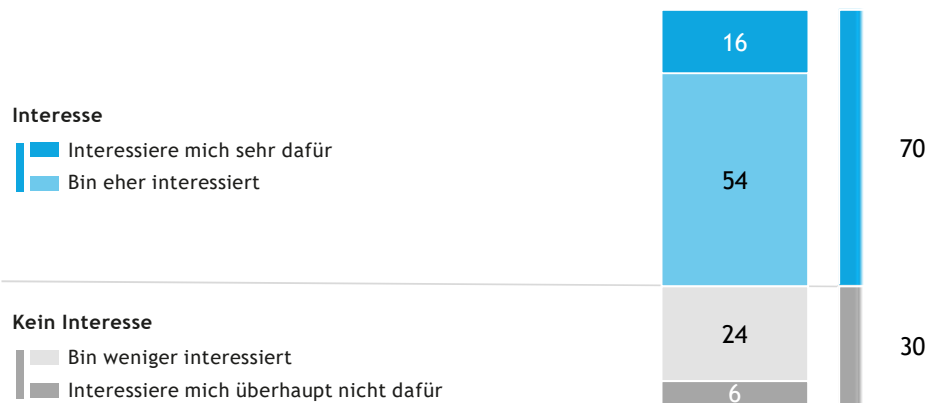 16
Interesse
Interessiere mich sehr dafür
70
Bin eher interessiert
54
Kein Interesse
24
Bin weniger interessiert
30
Interessiere mich überhaupt nicht dafür
6